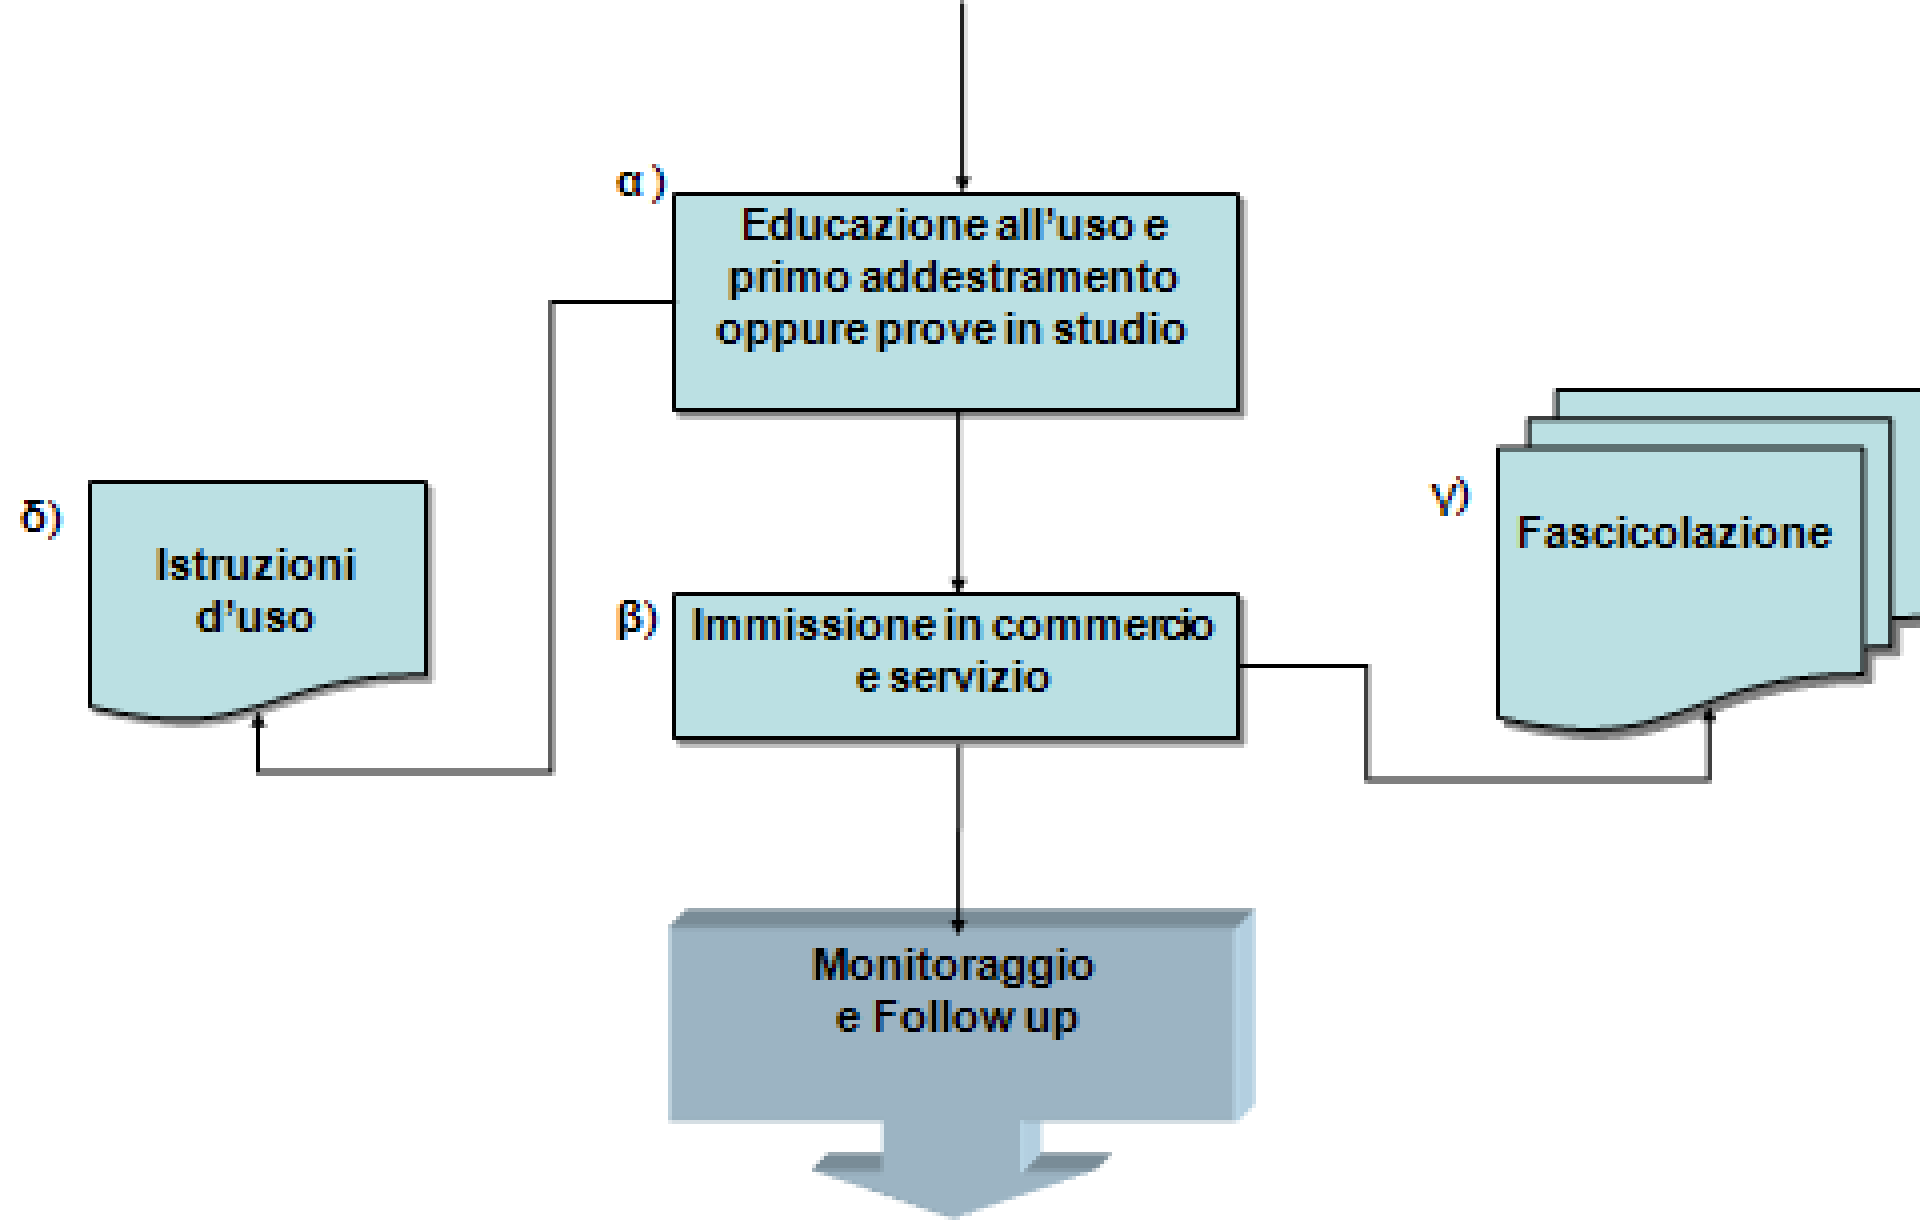 α )
Educazione all’uso e
primo addestramento
oppure prove in studio
δ)
Istruzioni
d’uso
γ)
Fascicolazione
β)
Immissione in commercio
e servizio
Monitoraggio
e Follow up